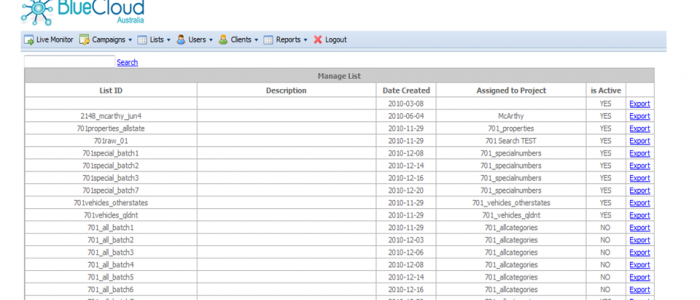 BlueCloud
Australia
Live Monitor Campaigns Lists Users Clients Reports Logout
Search
Manage List
List ID Description Date Created Assigned to Project is Active
2010-03-08 YES Export
2148_mcarthy_jun4 2010-06-04 McArthy YES Export
701properties_allstate 2010-11-29 701_properties YES Export
701raw_01 2010-11-29 701 Search TEST YES Export
701special_batch1 2010-12-08 701_specialnumbers YES Export
701special_batch2 2010-12-14 701_specialnumbers YES Export
701special_batch3 2010-12-16 701_specialnumbers YES Export
701special_batch7 2010-12-20 701_specialnumbers YES Export
701vehicles_otherstates 2010-11-29 701_vehicles_otherstates YES Export
701vehicles_qldnt 2010-11-29 701_vehicles_qldnt YES Export
701_all_batch1 2010-11-29 701_allcategories NO Export
701_all_batch2 2010-12-03 701_allcategories NO Export
701_all_batch3 2010-12-06 701_allcategories NO Export
701_all_batch4 2010-12-08 701_allcategories NO Export
701_all_batch5 2010-12-14 701_allcategories NO Export
701_all_batch6 2010-12-16 701_allcategories NO Export